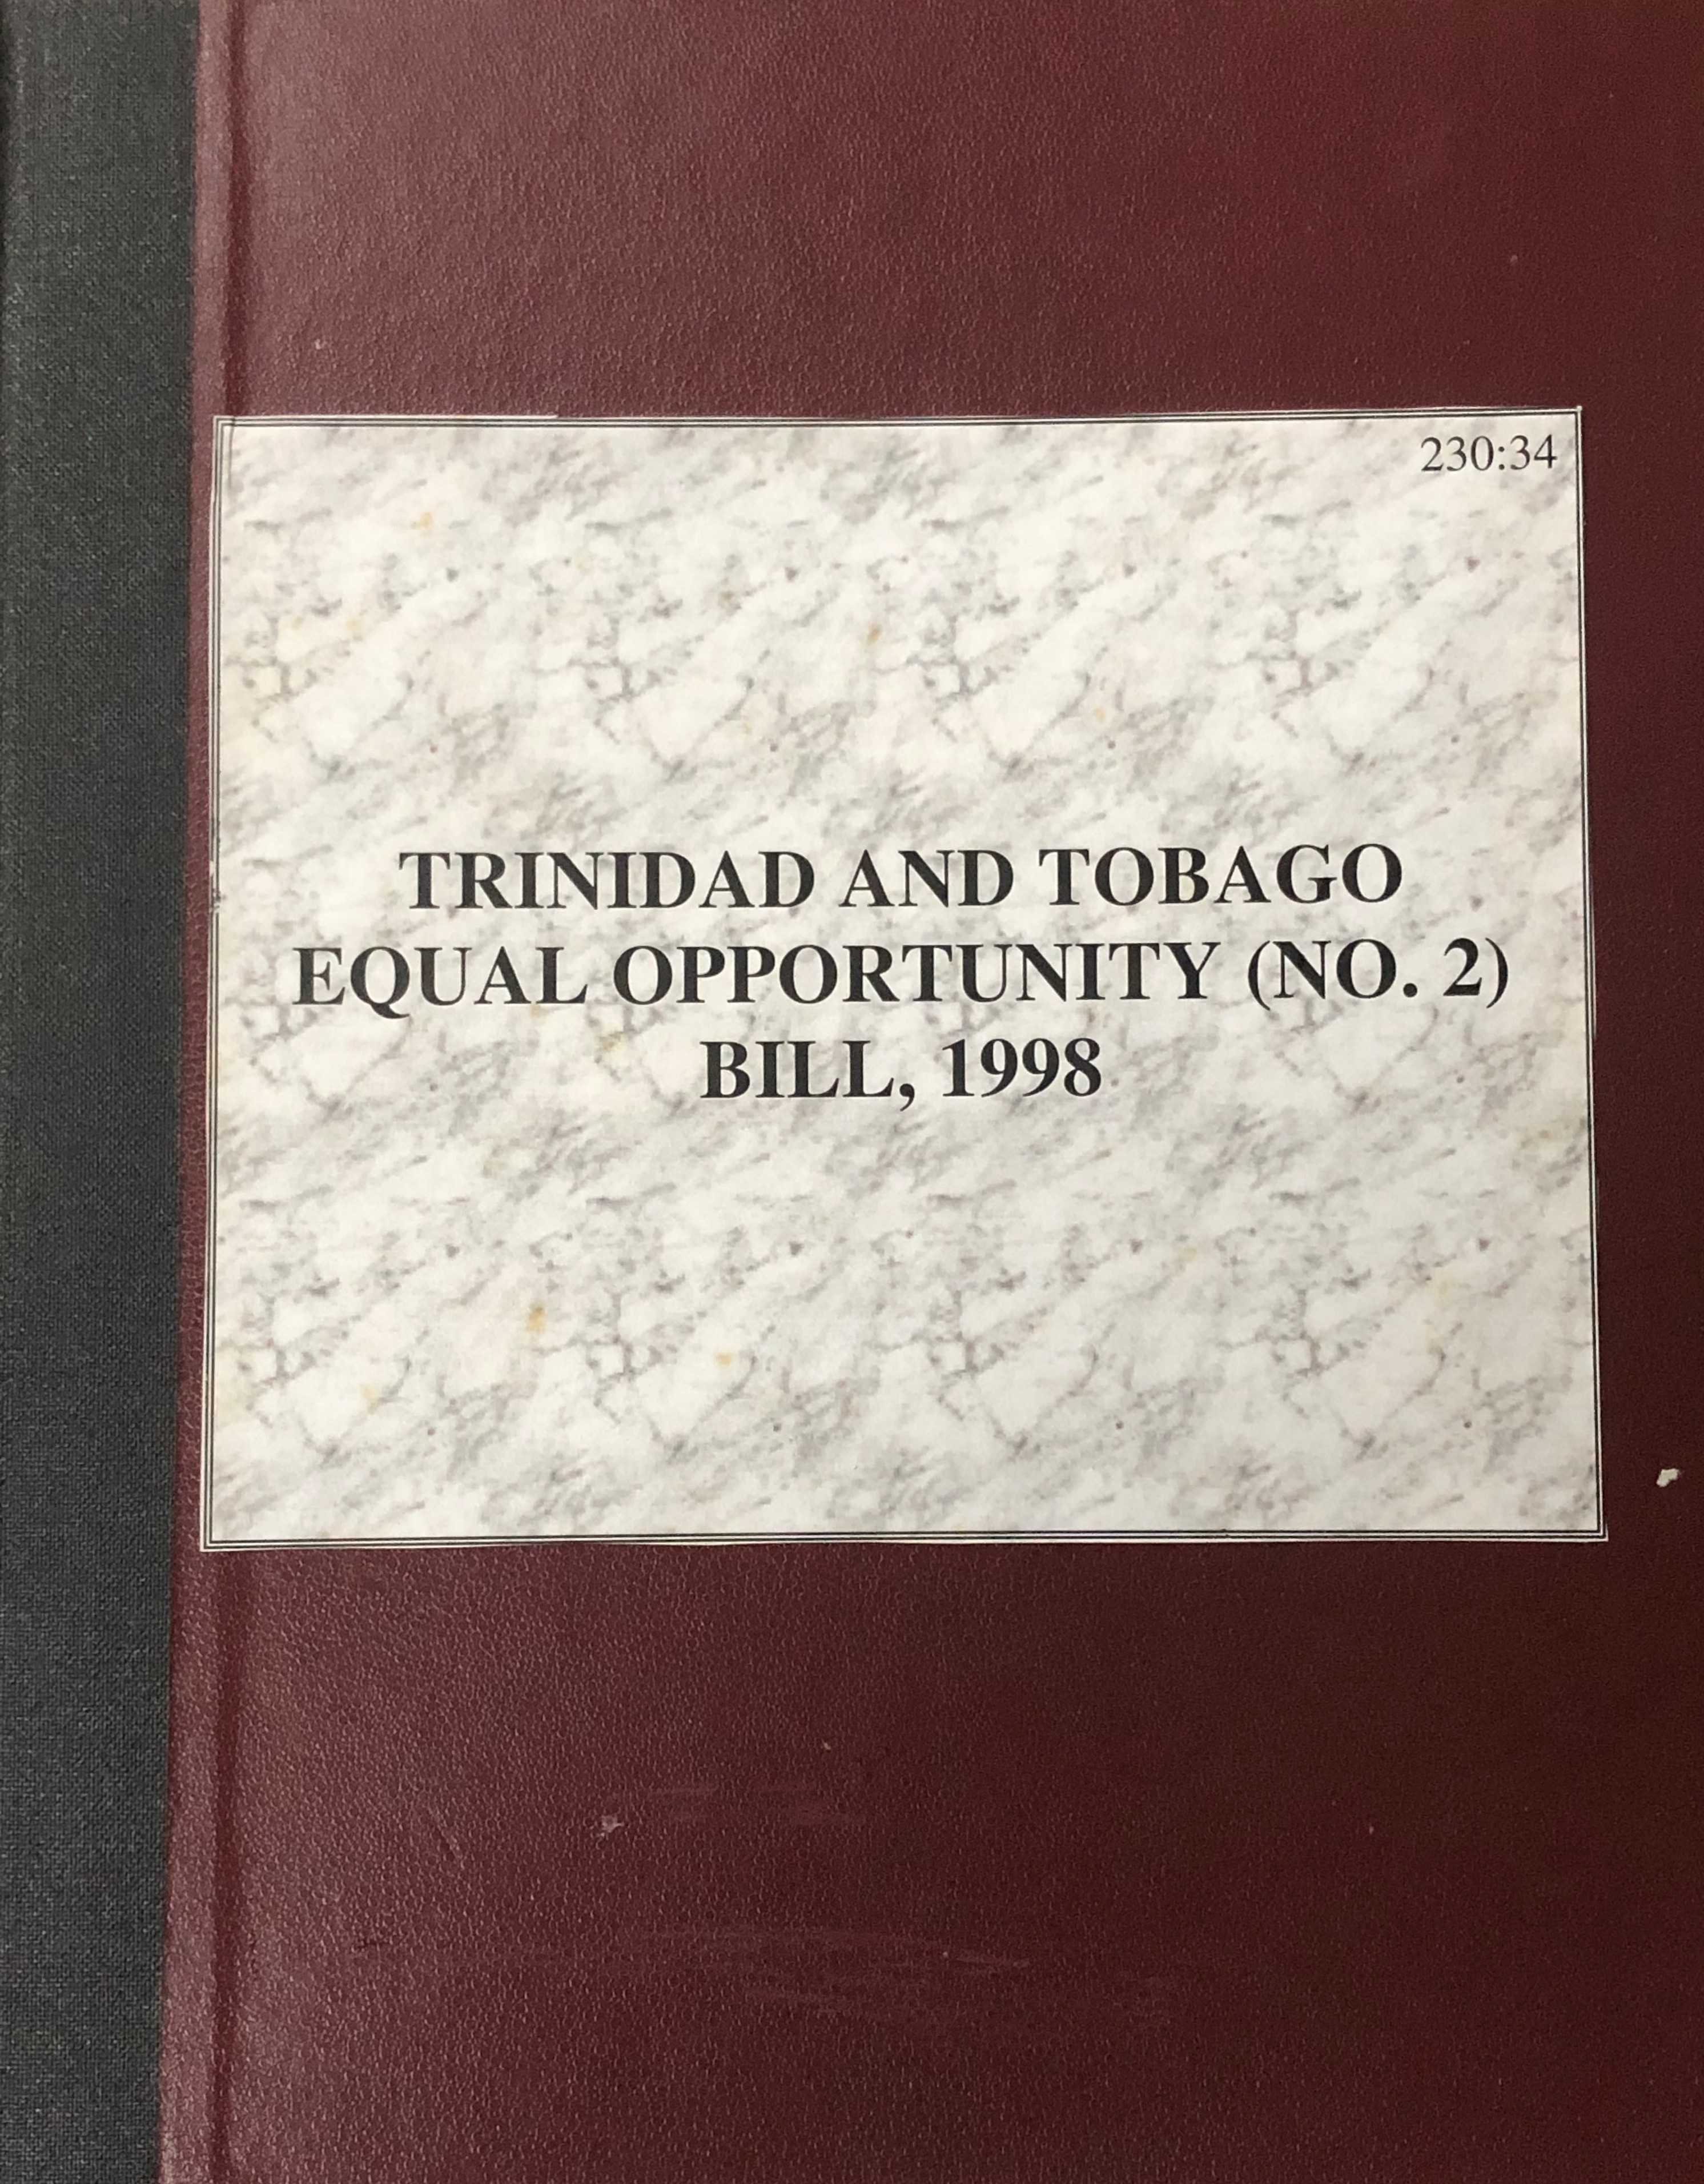 230:34
TRINIDAD AND TOBAGO
EQUAL OPPORTUNITY (NO. 2)
BILL, 1998